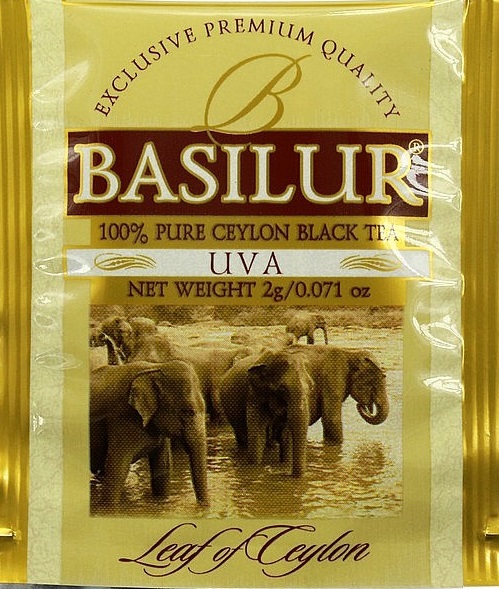 EXCLUSIVE PREMIUM QUALITY
B
BASILUR®
100% PURE CEYLON BLACK TEA
UVA
NET WEIGHT 2g/0.071 oz
Leaf of Ceylon